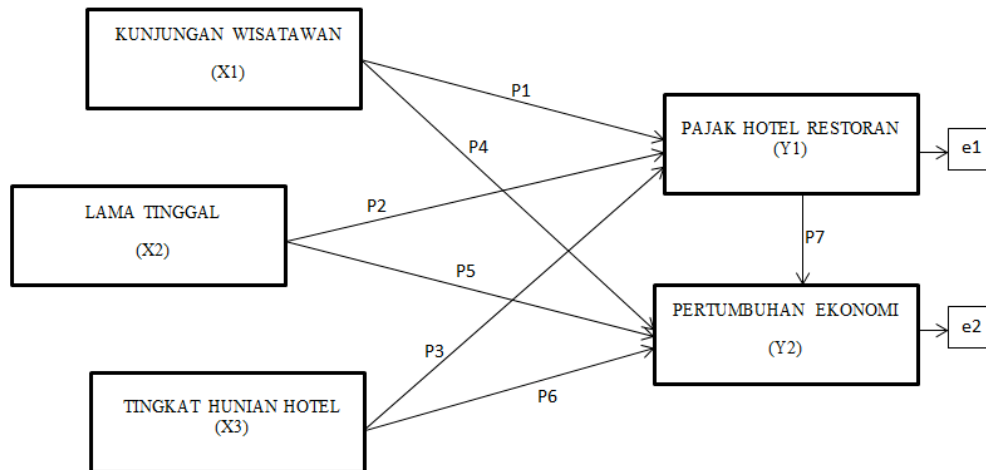 KUNJUNGAN WISATAWAN
(X1)
P1
PAJAK HOTEL RESTORAN
(Y1)
e1
P4
LAMA TINGGAL
(X2)
P2
P7
P5
PERTUMBUHAN EKONOMI
(Y2)
e2
P3
TINGKAT HUNIAN HOTEL
(X3)
P6